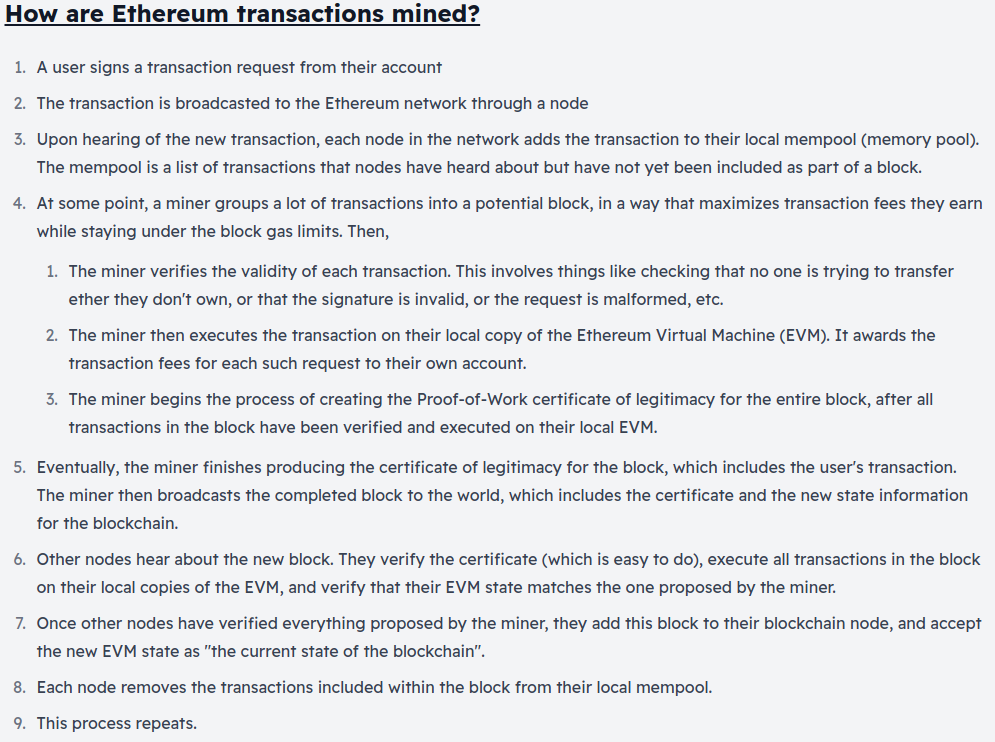 How are Ethereum transactions mined?
1. A user signs a transaction request from their account
2. The transaction is broadcasted to the Ethereum network through a node
3. Upon hearing of the new transaction, each node in the network adds the transaction to their local mempool (memory pool).
The mempool is a list of transactions that nodes have heard about but have not yet been included as part of a block.
4. At some point, a miner groups a lot of transactions into a potential block, in a way that maximizes transaction fees they earn
while staying under the block gas limits. Then,
1. The miner verifies the validity of each transaction. This involves things like checking that no one is trying to transfer
ether they don't own, or that the signature is invalid, or the request is malformed, etc.
2. The miner then executes the transaction on their local copy of the Ethereum Virtual Machine (EVM). It awards the
transaction fees for each such request to their own account.
3. The miner begins the process of creating the Proof-of-Work certificate of legitimacy for the entire block, after all
transactions in the block have been verified and executed on their local EVM.
5. Eventually, the miner finishes producing the certificate of legitimacy for the block, which includes the user's transaction.
The miner then broadcasts the completed block to the world, which includes the certificate and the new state information
for the blockchain.
6. Other nodes hear about the new block. They verify the certificate (which is easy to do), execute all transactions in the block
on their local copies of the EVM, and verify that their EVM state matches the one proposed by the miner.
7. Once other nodes have verified everything proposed by the miner, they add this block to their blockchain node, and accept
the new EVM state as "the current state of the blockchain".
8. Each node removes the transactions included within the block from their local mempool.
9. This process repeats.